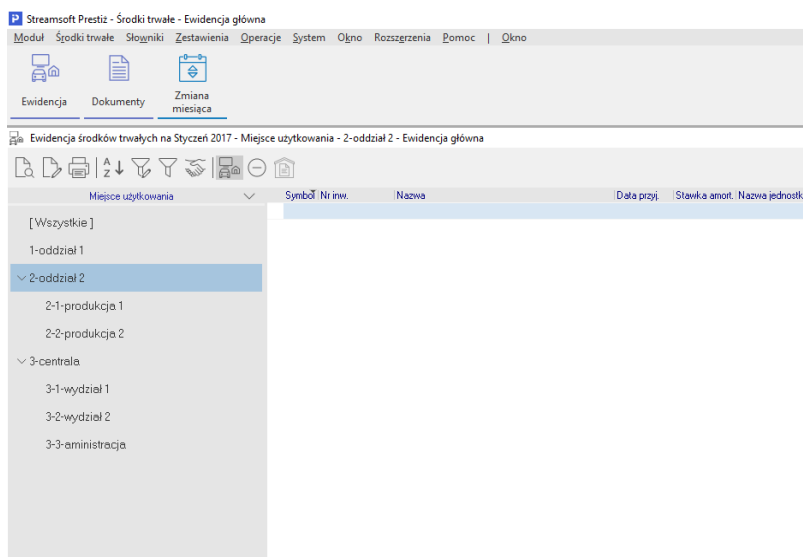 Streamsoft Prestiż - Środki trwałe - Ewidencja główna
Moduł Środki trwałe Słowniki Zestawienia Operacje System Okno Rozszerzenia Pomoc | Okno
Ewidencja Dokumenty Zmiana miesiąca
Ewidencja środków trwałych na Styczeń 2017 - Miejsce użytkowania - 2-oddział 2 - Ewidencja główna
Miejsce użytkowania Symbol Nr inw. Nazwa Data przyj. Stawka amort. Nazwa jednostk
[Wszystkie]
1-oddział 1
2-oddział 2
2-1-produkcja 1
2-2-produkcja 2
3-centrala
3-1-wydział 1
3-2-wydział 2
3-3-aministracja